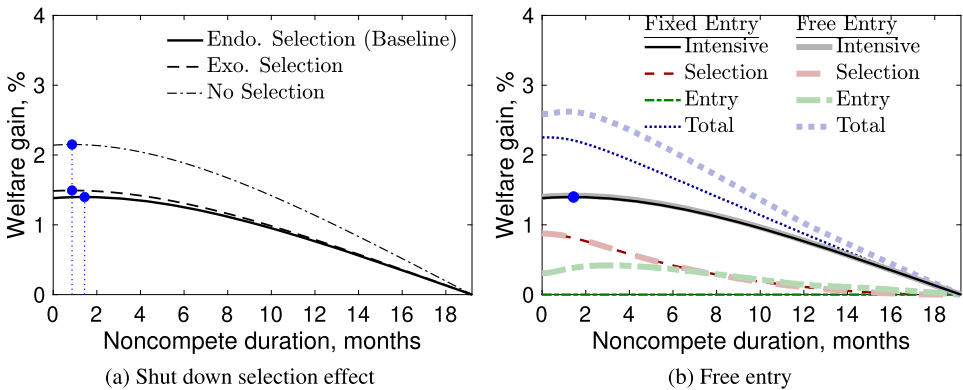 4
3
2
1
0
Welfare gain, %
Endo. Selection (Baseline)
Exo. Selection
No Selection
0 2 4 6 8 10 12 14 16 18
Noncompete duration, months
(a) Shut down selection effect
4
3
2
1
0
Welfare gain, %
Fixed Entry Free Entry
Intensive Intensive
Selection Selection
Entry Entry
Total Total
0 2 4 6 8 10 12 14 16 18
Noncompete duration, months
(b) Free entry